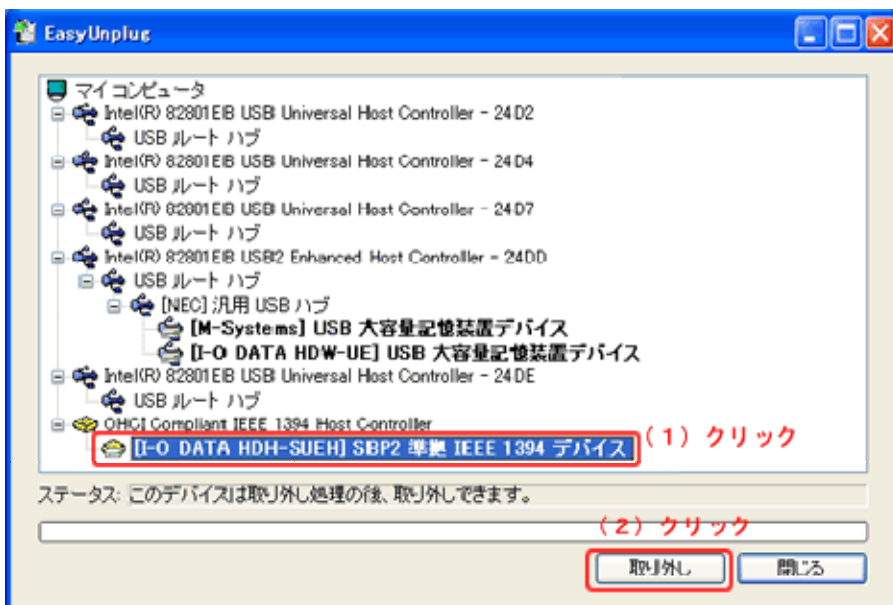 EasyUnplug
マイ コンピュータ
Intel(R) 82801EB USB Universal Host Controller - 24D2
USB ルート ハブ
Intel(R) 82801EB USB Universal Host Controller - 24D4
USB ルート ハブ
Intel(R) 82801EB USB Universal Host Controller - 24D7
USB ルート ハブ
Intel(R) 82801EB USB2 Enhanced Host Controller - 24DD
USB ルート ハブ
[NEC] 汎用 USB ハブ
[M-Systems] USB 大容量記憶装置デバイス
[I-O DATA HDW-UE] USB 大容量記憶装置デバイス
Intel(R) 82801EB USB Universal Host Controller - 24DE
USB ルート ハブ
OHCI Compliant IEEE 1394 Host Controller
[I-O DATA HDH-SUEH] SBP2 準拠 IEEE 1394 デバイス (1) クリック
ステータス: このデバイスは取り外し処理の後、取り外しできます。
(2) クリック
取り外し 閉じる